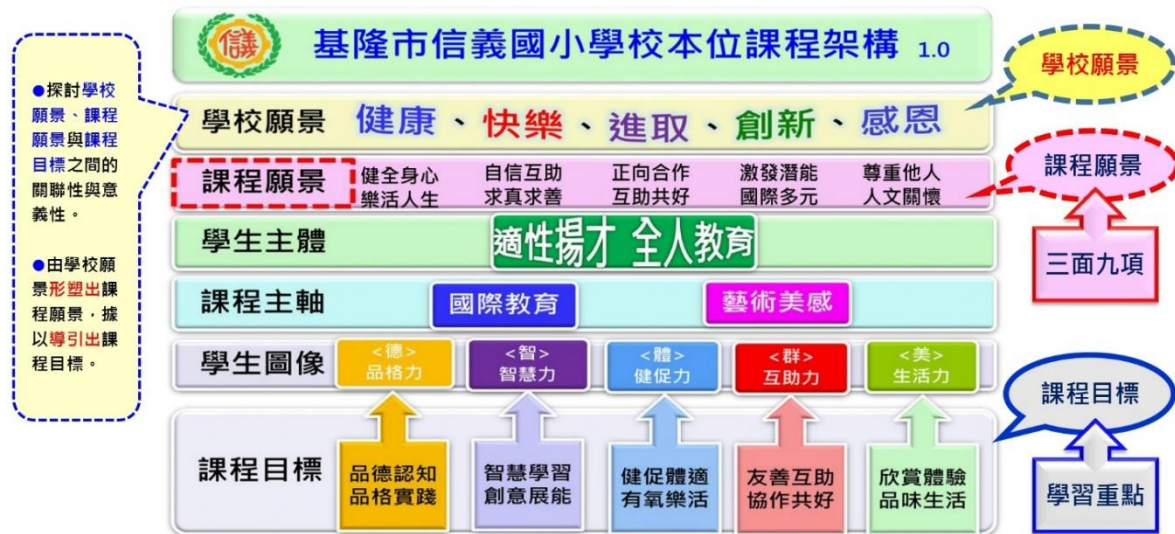 信義
基隆市信義國小學校本位課程架構 1.0
●探討學校
願景、課程
願景與課程
目標之間的
關聯性與意
義性。
●由學校願
景形塑出課
程願景，據
以導引出課
程目標。
學校願景
健康、快樂、進取、創新、感恩
學校願景
課程願景
健全身心
樂活人生
自信互助
求真求善
正向合作
互助共好
激發潛能
國際多元
尊重他人
人文關懷
課程願景
三面九項
學生主體
適性揚才 全人教育
課程主軸
國際教育
藝術美感
學生圖像
<德>
品格力
<智>
智慧力
<體>
健促力
<群>
互助力
<美>
生活力
課程目標
品德認知
品格實踐
智慧學習
創意展能
健促體適
有氧樂活
友善互助
協作共好
欣賞體驗
品味生活
課程目標
學習重點